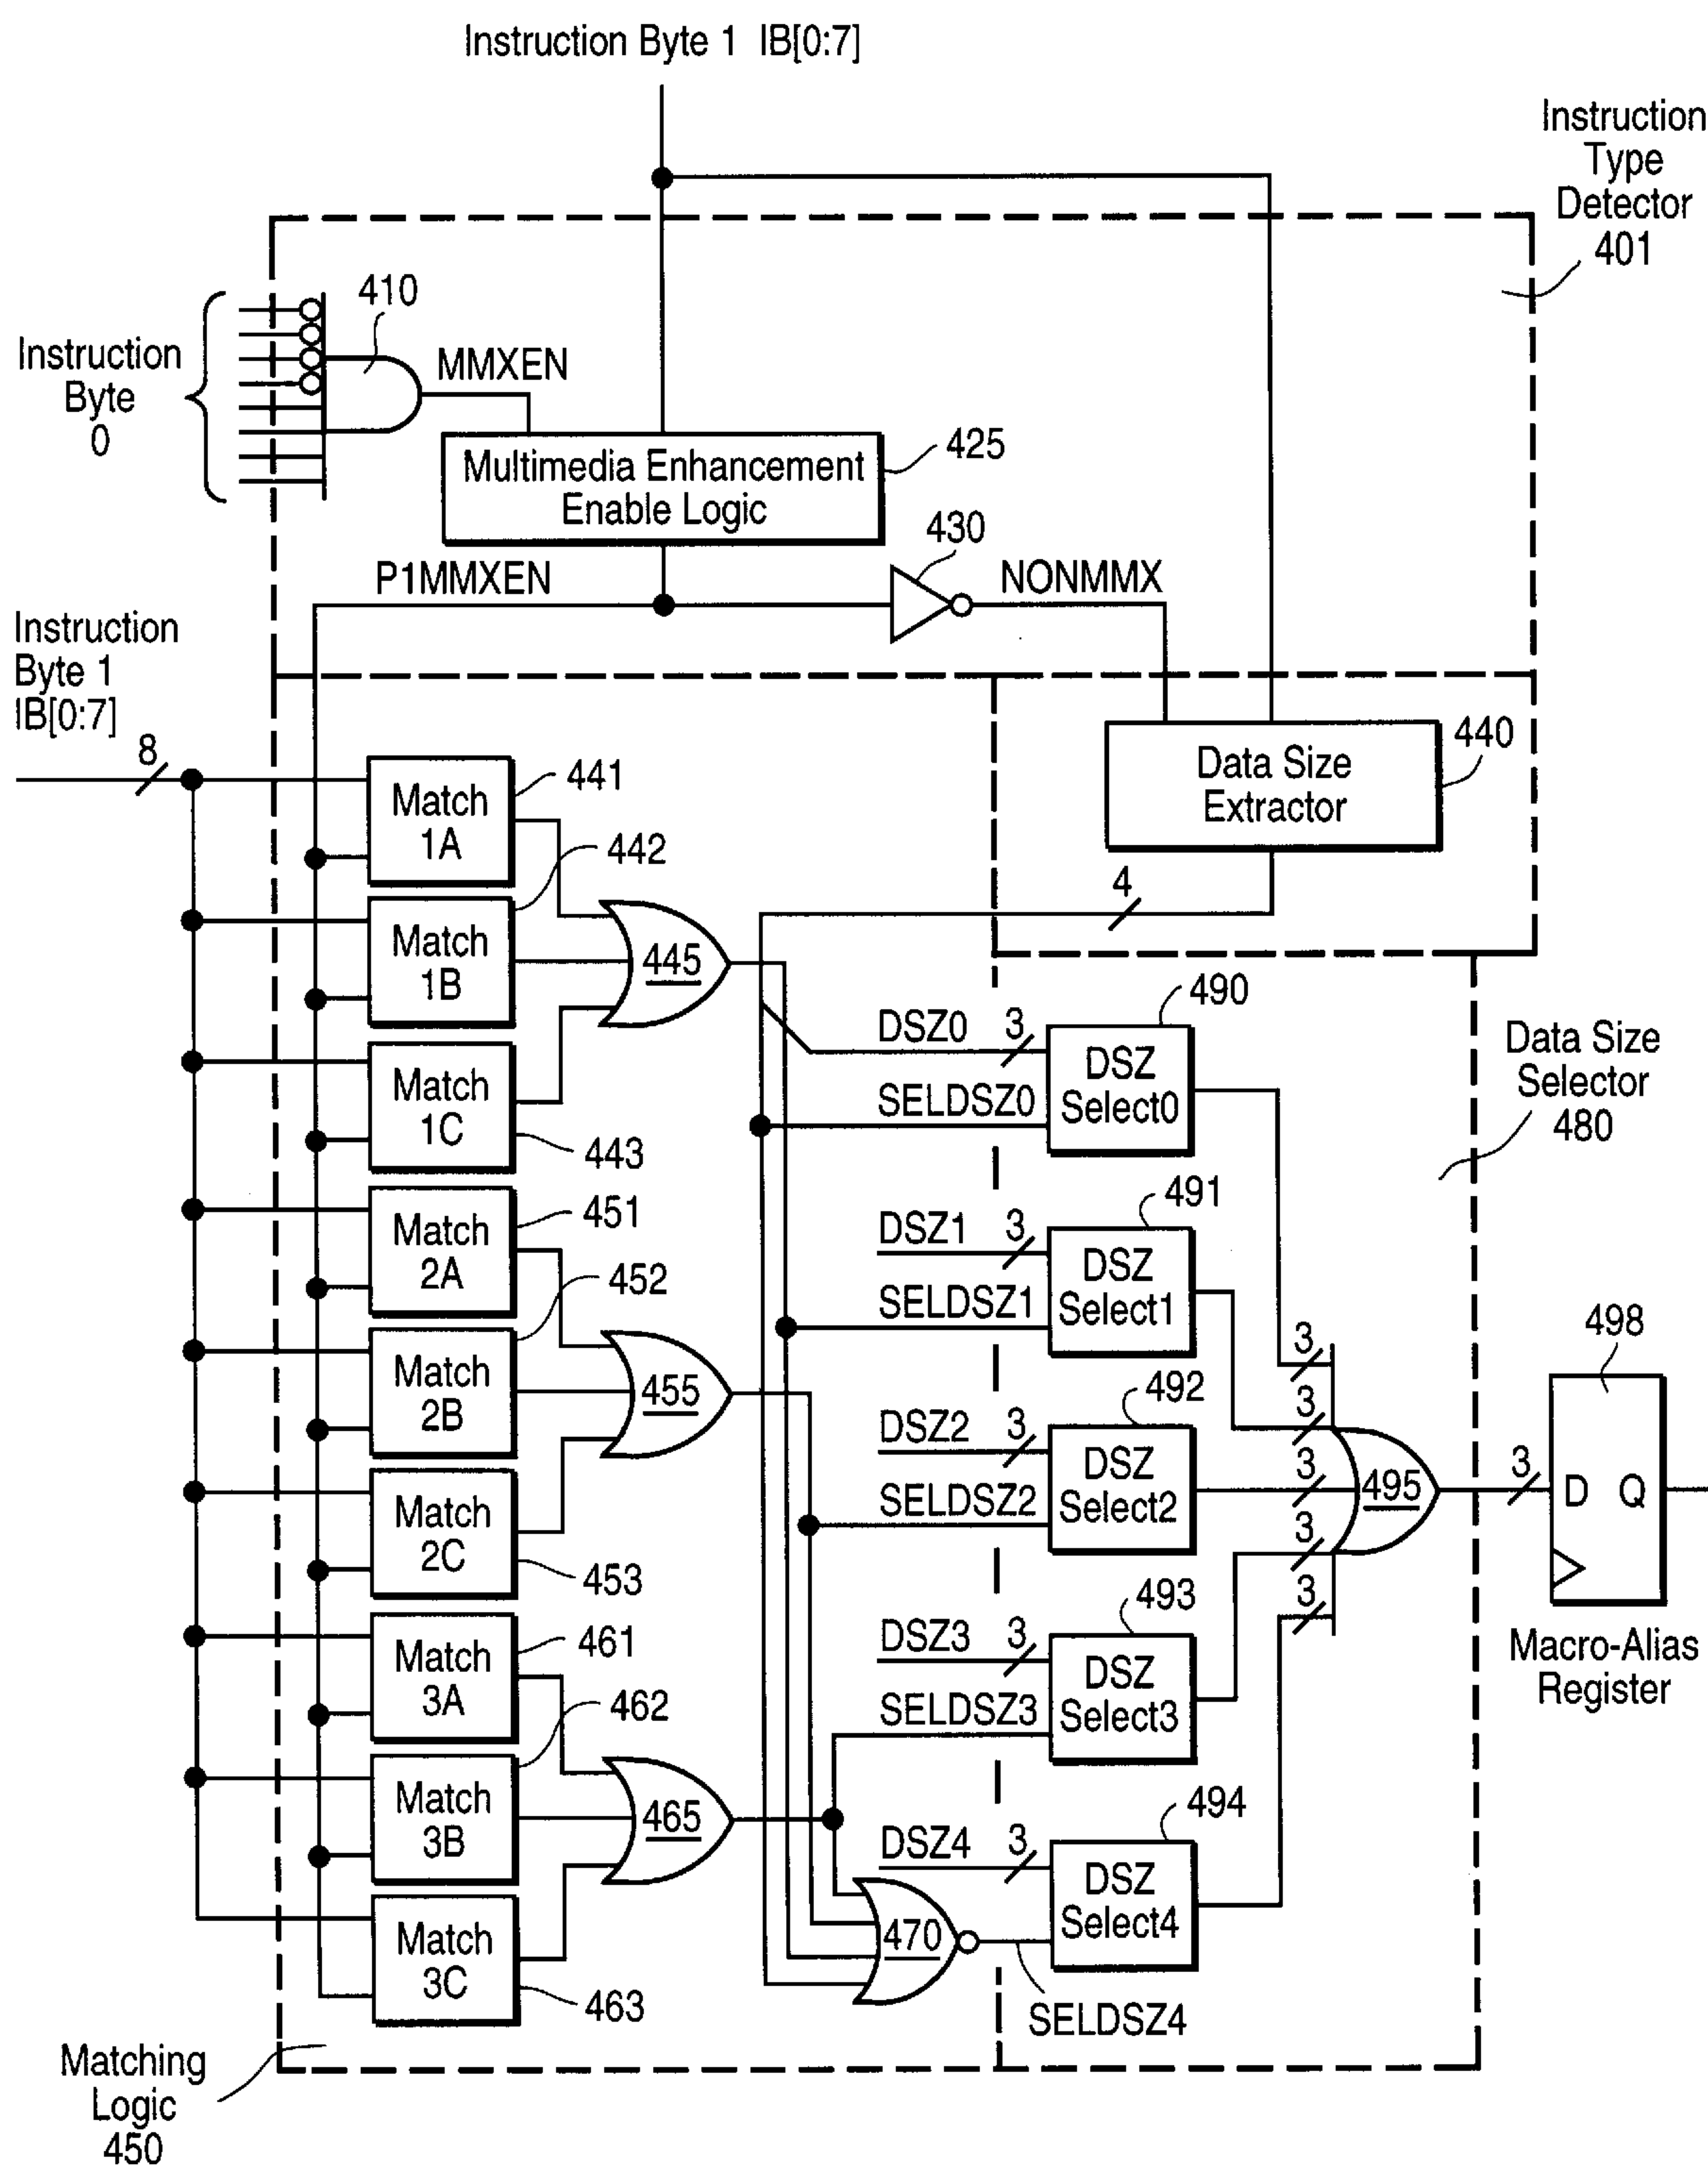 Instruction Byte 1 IB[0:7]
Instruction
Type
Detector
401
410
Instruction
Byte
0
MMXEN
425
Multimedia Enhancement
Enable Logic
430
P1MMXEN
NONMMX
Instruction
Byte 1
IB[0:7]
8
Match
1A
441
Data Size
Extractor
440
442
4
Match
1B
445
490
DSZ0
3
DSZ
Select0
SELDSZ0
Data Size
Selector
480
Match
1C
443
451
491
Match
2A
DSZ1
3
DSZ
Select1
SELDSZ1
452
Match
2B
455
492
3
498
DSZ2
3
DSZ
Select2
SELDSZ2
3
3
495
3
D Q
Match
2C
453
3
493
3
461
Match
3A
DSZ3
3
DSZ
Select3
SELDSZ3
Macro-Alias
Register
462
Match
3B
465
494
DSZ4
3
DSZ
Select4
470
Match
3C
463
SELDSZ4
Matching
Logic
450